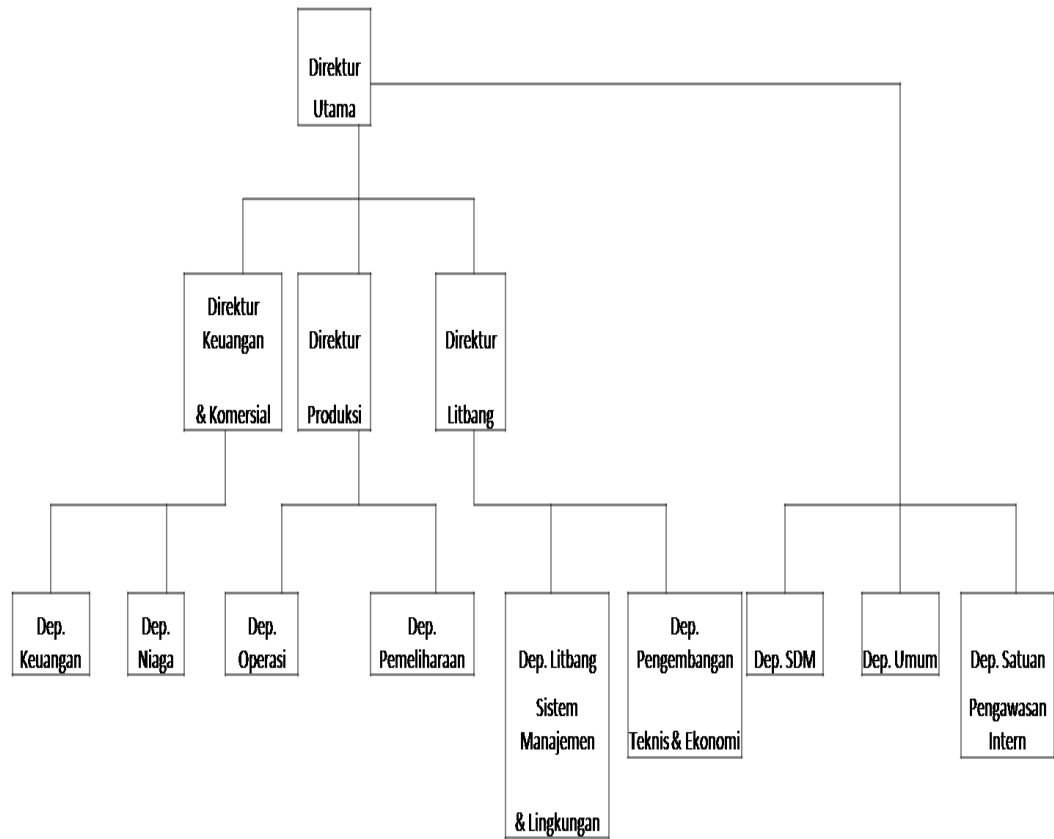 Direktur
Utama
Direktur
Keuangan
& Komersial
Direktur
Produksi
Direktur
Litbang
Dep.
Keuangan
Dep.
Niaga
Dep.
Operasi
Dep.
Pemeliharaan
Dep. Litbang
Sistem
Manajemen
& Lingkungan
Dep.
Pengembangan
Teknis & Ekonomi
Dep. SDM
Dep. Umum
Dep. Satuan
Pengawasan
Intern